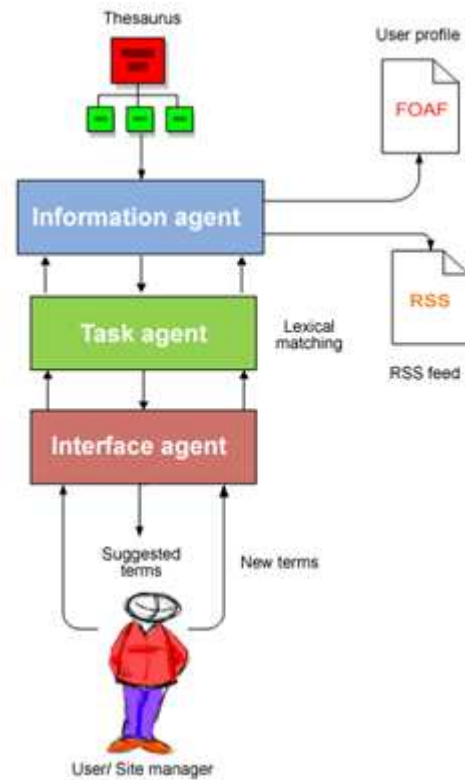 Thesaurus
User profile
FOAF
Information agent
RSS
Task agent
Lexical
matching
RSS feed
Interface agent
Suggested
terms
New terms
User/ Site manager